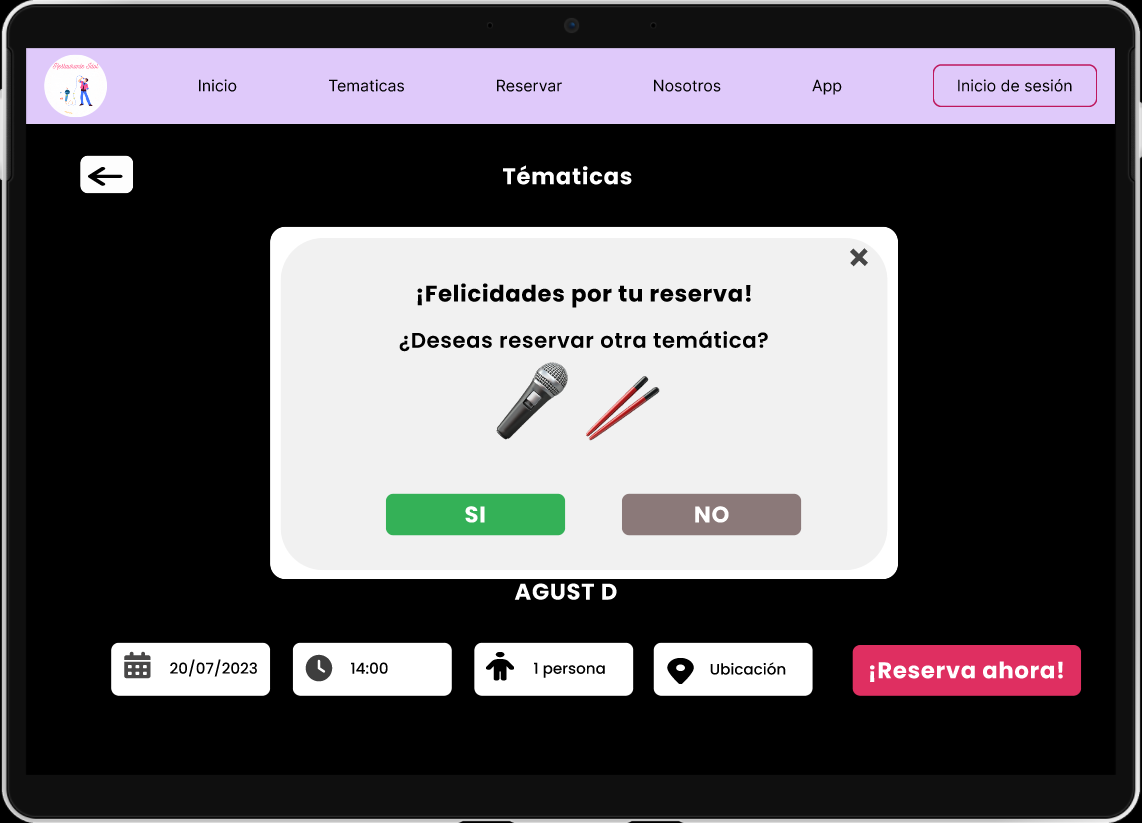 Inicio
Tematicas
Reservar
Nosotros
App
Inicio de sesión
Tématicas
¡Felicidades por tu reserva!
¿Deseas reservar otra temática?
SI
NO
AGUST D
20/07/2023
14:00
1 persona
Ubicación
¡Reserva ahora!